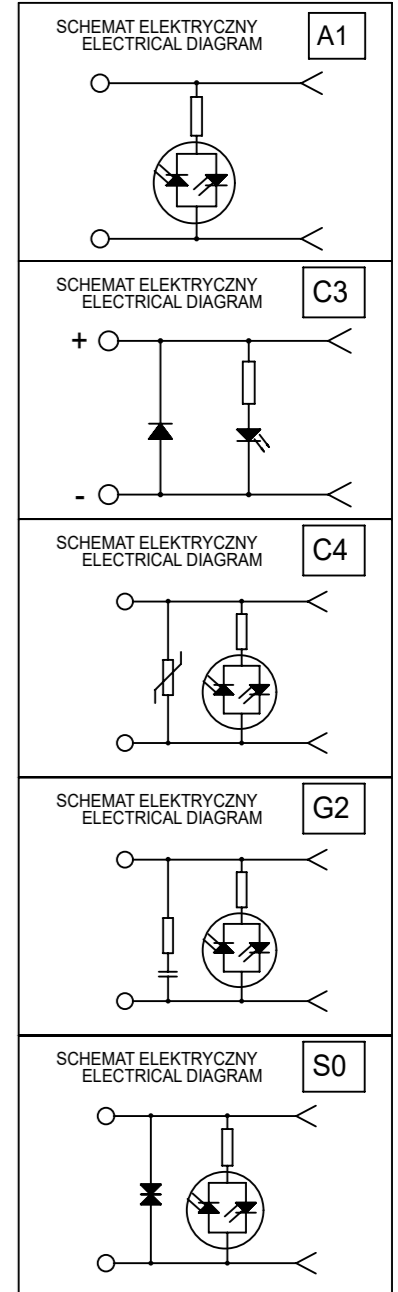 SCHEMAT ELEKTRYCZNY
ELECTRICAL DIAGRAM
A1
SCHEMAT ELEKTRYCZNY
ELECTRICAL DIAGRAM
C3
+
-
SCHEMAT ELEKTRYCZNY
ELECTRICAL DIAGRAM
C4
SCHEMAT ELEKTRYCZNY
ELECTRICAL DIAGRAM
G2
SCHEMAT ELEKTRYCZNY
ELECTRICAL DIAGRAM
S0